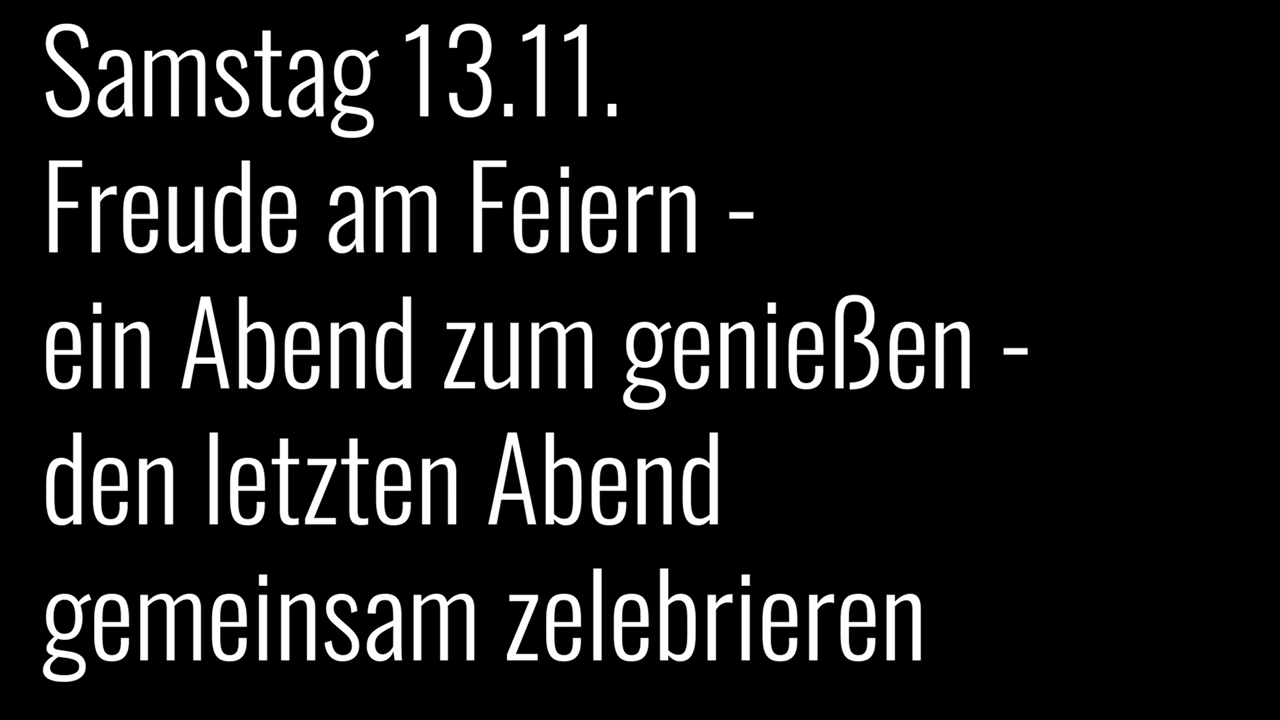 Samstag 13.11.
Freude am Feiern -
ein Abend zum genießen -
den letzten Abend
gemeinsam zelebrieren